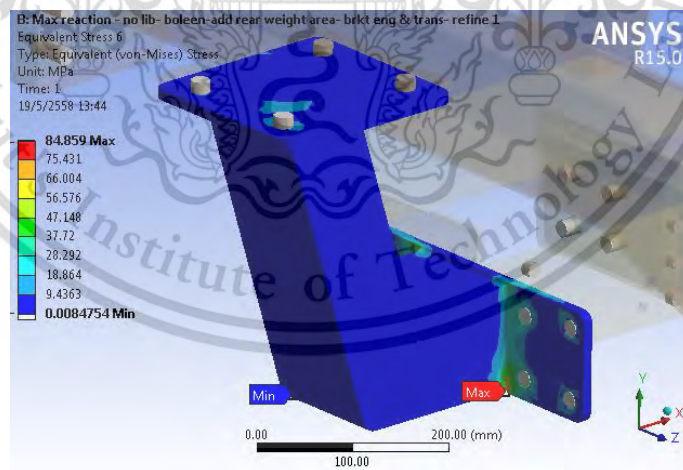 B: Max reaction - no lib- boleen-add rear weight area- brkt eng & trans- refine 1
Equivalent Stress 6
Type: Equivalent (von-Mises) Stress
Unit: MPa
Time: 1
19/5/2558 13:44
ANSYS
R15.0
84.859 Max
75.431
66.004
56.576
47.148
37.72
28.292
18.864
9.4363
0.0084754 Min
Institute of Technology
Min
Max
0.00
200.00 (mm)
100.00
Y
X
Z